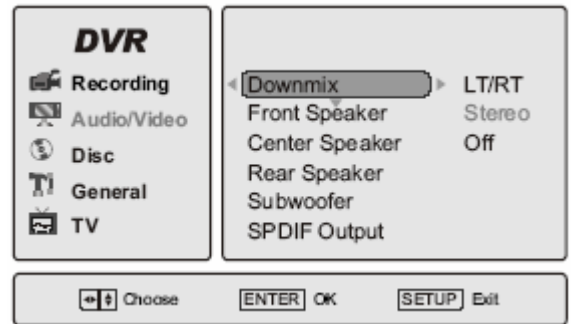 DVR
Recording
Audio/Video
Disc
General
TV
Downmix LT/RT
Front Speaker Stereo
Center Speaker Off
Rear Speaker
Subwoofer
SPDIF Output
Choose ENTER OK SETUP Exit